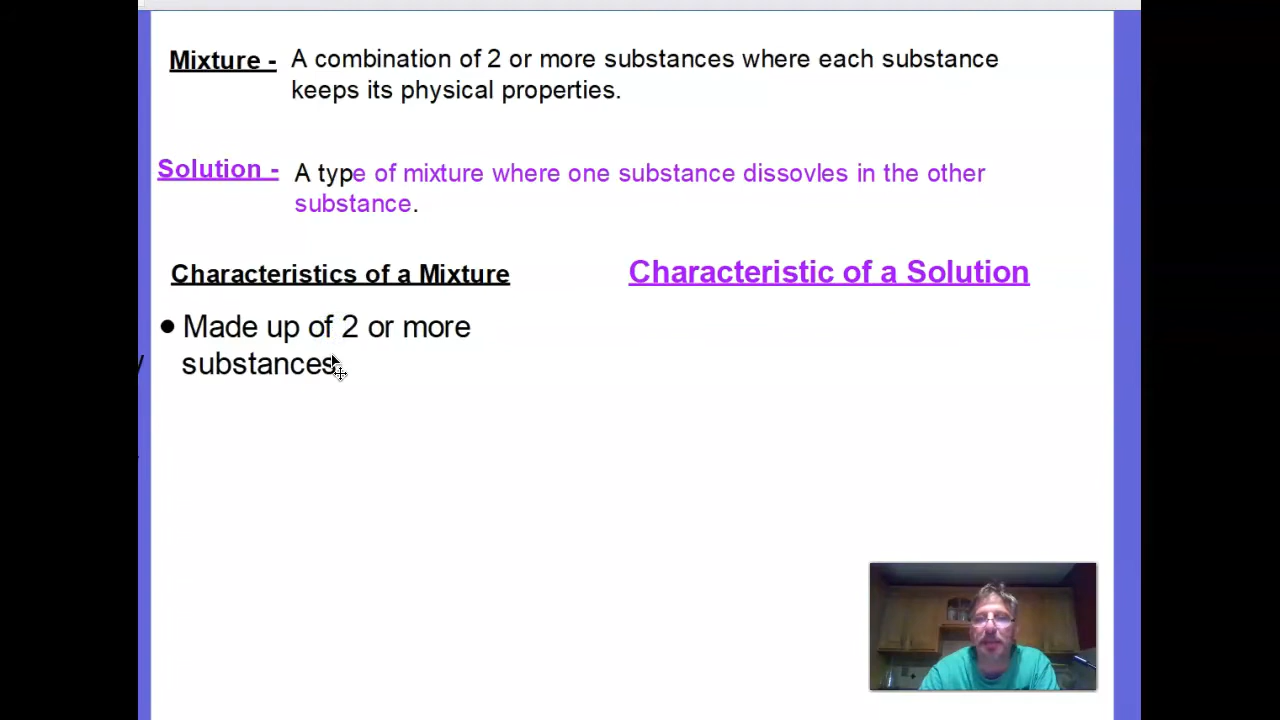 Mixture - A combination of 2 or more substances where each substance
keeps its physical properties.
Solution - A type of mixture where one substance dissovles in the other
substance.
Characteristics of a Mixture
Characteristic of a Solution
● Made up of 2 or more
substances